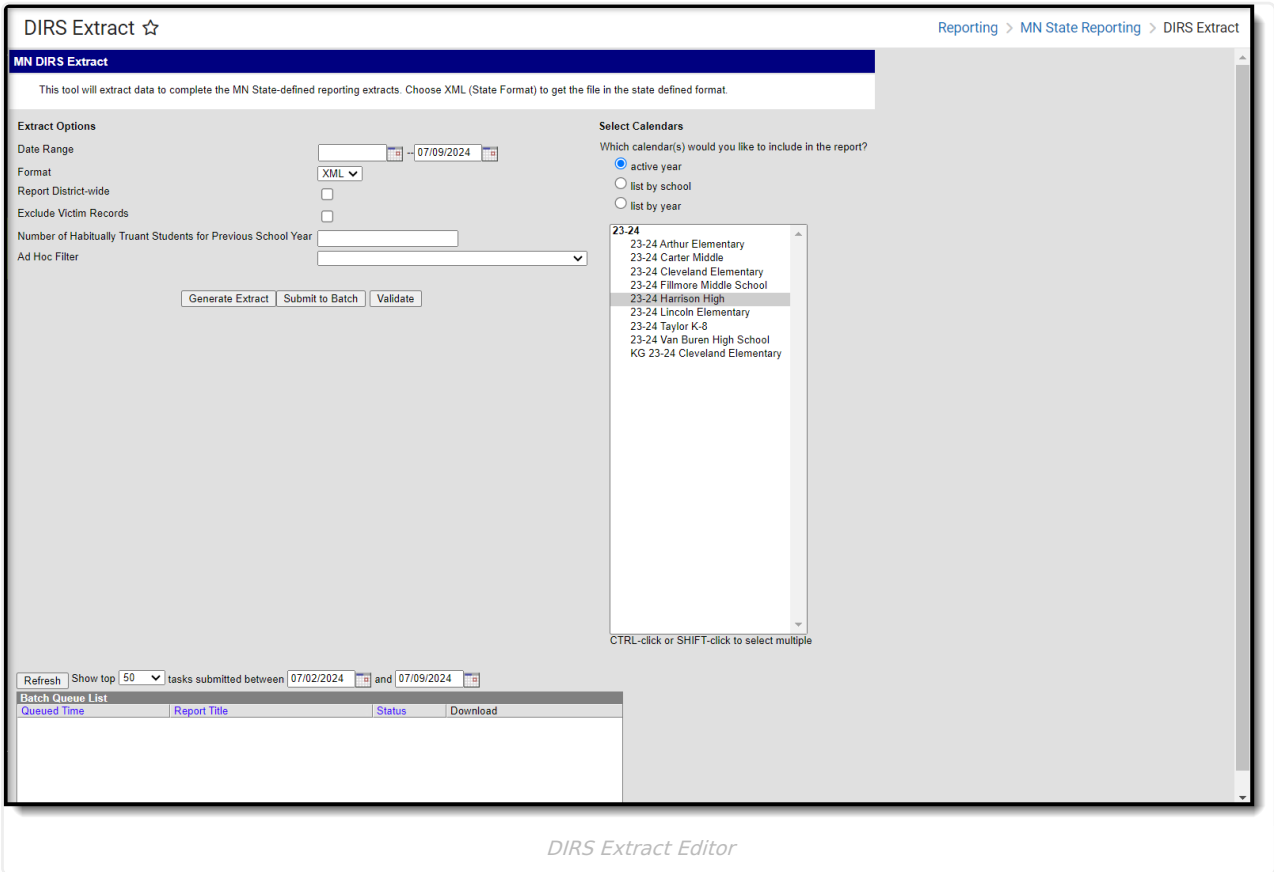 DIRS Extract
Reporting > MN State Reporting > DIRS Extract
MN DIRS Extract
This tool will extract data to complete the MN State-defined reporting extracts. Choose XML (State Format) to get the file in the state defined format.
Extract Options
Date Range
-- 07/09/2024
Format
XML
Report District-wide
Exclude Victim Records
Number of Habitually Truant Students for Previous School Year
Ad Hoc Filter
Generate Extract Submit to Batch Validate
Select Calendars
Which calendar(s) would you like to include in the report?
active year
list by school
list by year
23-24
23-24 Arthur Elementary
23-24 Carter Middle
23-24 Cleveland Elementary
23-24 Fillmore Middle School
23-24 Harrison High
23-24 Lincoln Elementary
23-24 Taylor K-8
23-24 Van Buren High School
KG 23-24 Cleveland Elementary
CTRL-click or SHIFT-click to select multiple
Refresh Show top 50 tasks submitted between 07/02/2024 and 07/09/2024
Batch Queue List
Queued Time Report Title Status Download
DIRS Extract Editor